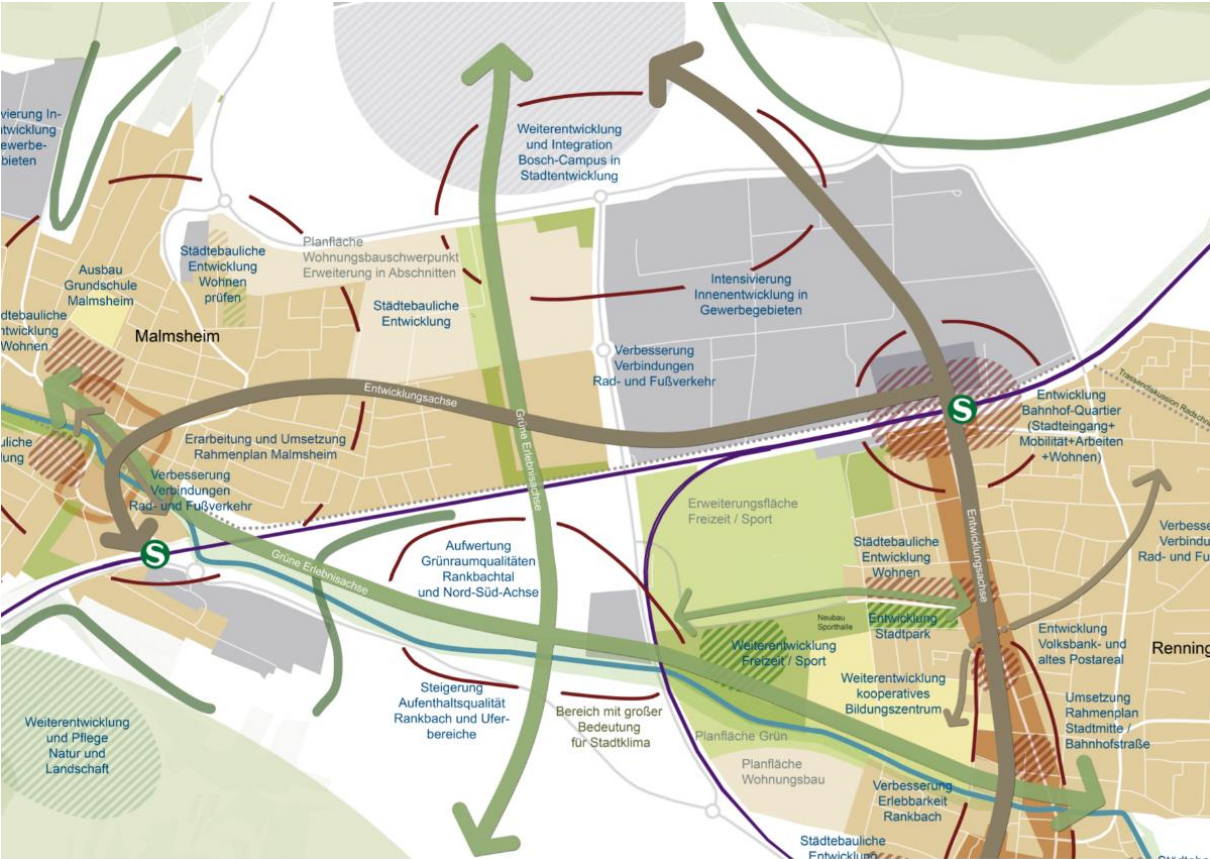 vierung In-
twicklung
ewerbe-
bieten
Weiterentwicklung
und Integration
Bosch-Campus in
Stadtentwicklung
Städtebauliche
Entwicklung
Wohnen
prüfen
Planfläche
Wohnungsbauschwerpunkt
Erweiterung in Abschnitten
Ausbau
Grundschule
Malmsheim
Städtebauliche
Entwicklung
Intensivierung
Innenentwicklung in
Gewerbegebieten
dtebauliche
ntwicklung
Wohnen
Malmsheim
Verbesserung
Verbindungen
Rad- und Fußverkehr
Entwicklungsachse
Grüne Erlebnisachse
S
Entwicklung
Bahnhof-Quartier
(Stadteingang+
Mobilität+Arbeiten
+Wohnen)
Erarbeitung und Umsetzung
Rahmenplan Malmsheim
uliche
lung
Verbesserung
Verbindungen
Rad- und Fußverkehr
S
Grüne Erlebnisachse
Aufwertung
Grünraumqualitäten
Rankbachtal
und Nord-Süd-Achse
Erweiterungsfläche
Freizeit / Sport
Städtebauliche
Entwicklung
Wohnen
Entwicklungsachse
Verbesse
Verbindu
Rad- und Fu
Neubau
Sporthalle
Entwicklung
Stadtpark
Weiterentwicklung
Freizeit / Sport
Entwicklung
Volksbank- und
altes Postareal
Renning
Weiterentwicklung
kooperatives
Bildungszentrum
Steigerung
Aufenthaltsqualität
Rankbach und Ufer-
bereiche
Bereich mit großer
Bedeutung
für Stadtklima
Umsetzung
Rahmenplan
Stadtmitte /
Bahnhofstraße
Weiterentwicklung
und Pflege
Natur und
Landschaft
Planfläche Grün
Planfläche
Wohnungsbau
Verbesserung
Erlebbarkeit
Rankbach
Städtebauliche
Entwicklung